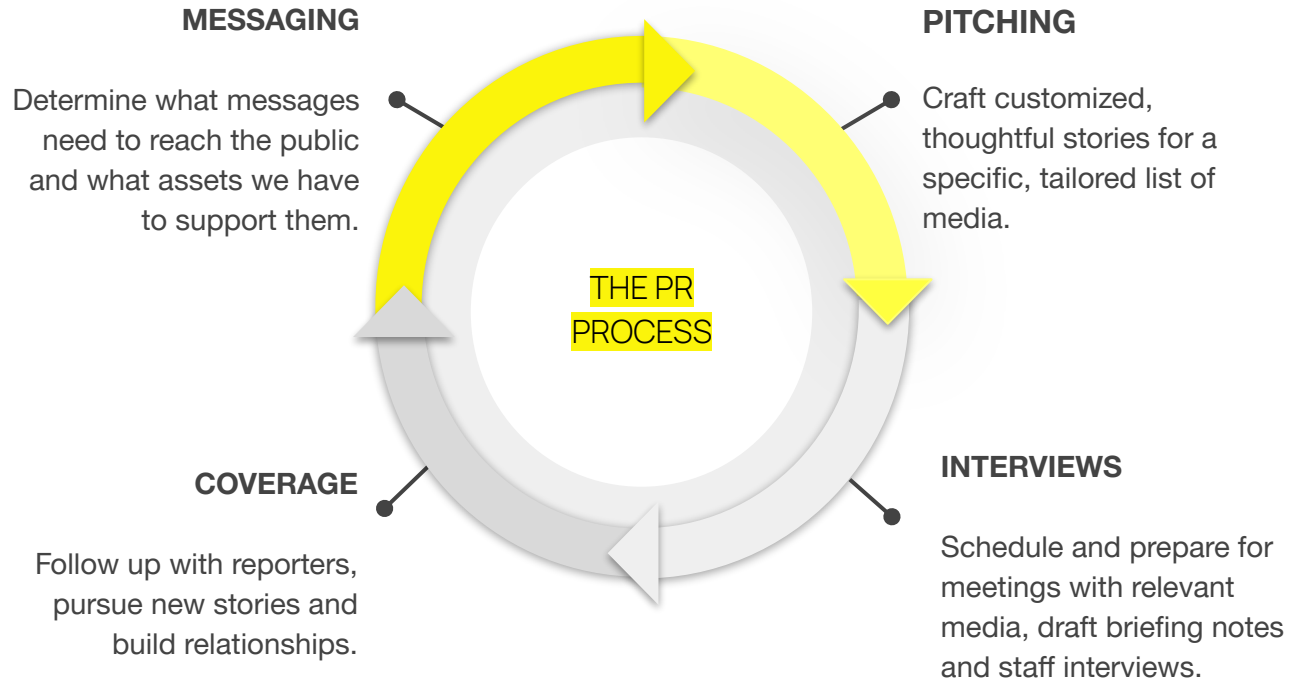 MESSAGING
Determine what messages
need to reach the public
and what assets we have
to support them.
PITCHING
Craft customized,
thoughtful stories for a
specific, tailored list of
media.
THE PR
PROCESS
COVERAGE
Follow up with reporters,
pursue new stories and
build relationships.
INTERVIEWS
Schedule and prepare for
meetings with relevant
media, draft briefing notes
and staff interviews.